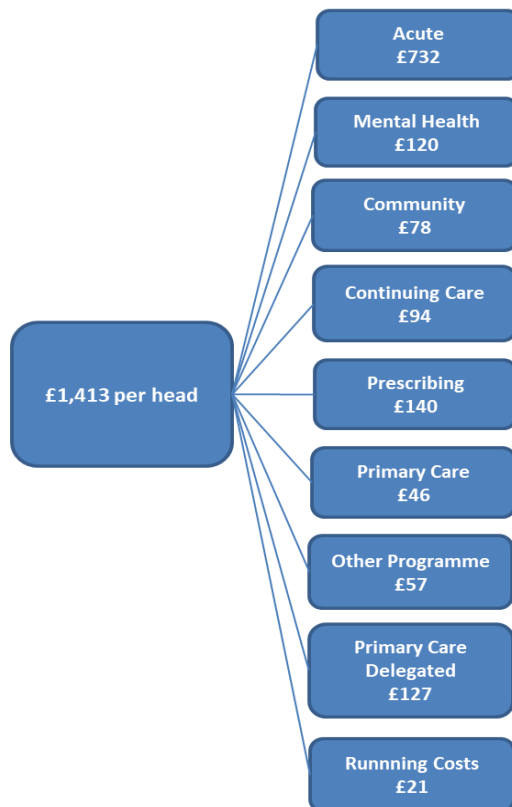 Acute
£732
Mental Health
£120
Community
£78
Continuing Care
£94
£1,413 per head
Prescribing
£140
Primary Care
£46
Other Programme
£57
Primary Care
Delegated
£127
Runnning Costs
£21